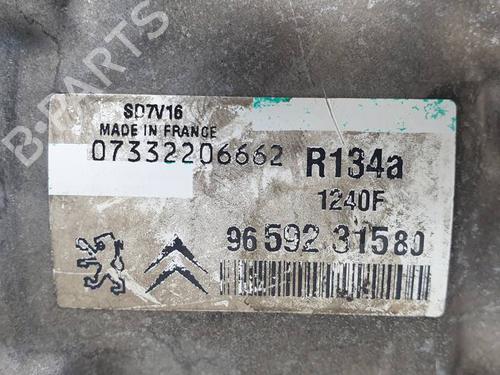 SD7V16
MADE IN FRANCE
07332206662
R134a
1240F
96 592 315 80
B-PARTS